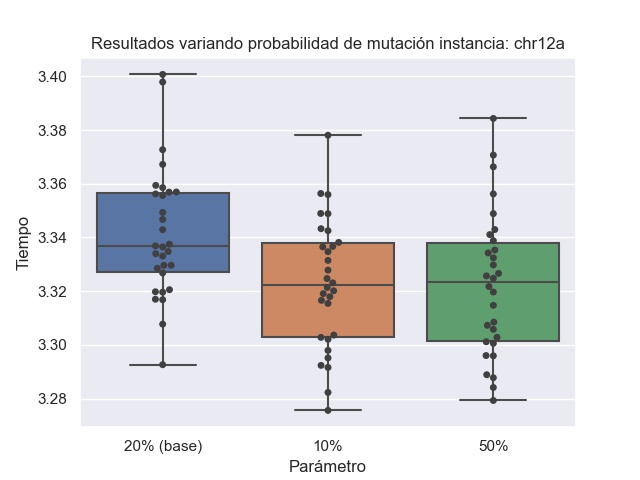 Resultados variando probabilidad de mutación instancia: chr12a
3.40
3.38
3.36
3.34
3.32
3.30
3.28
Tiempo
20% (base) 10% 50%
Parámetro